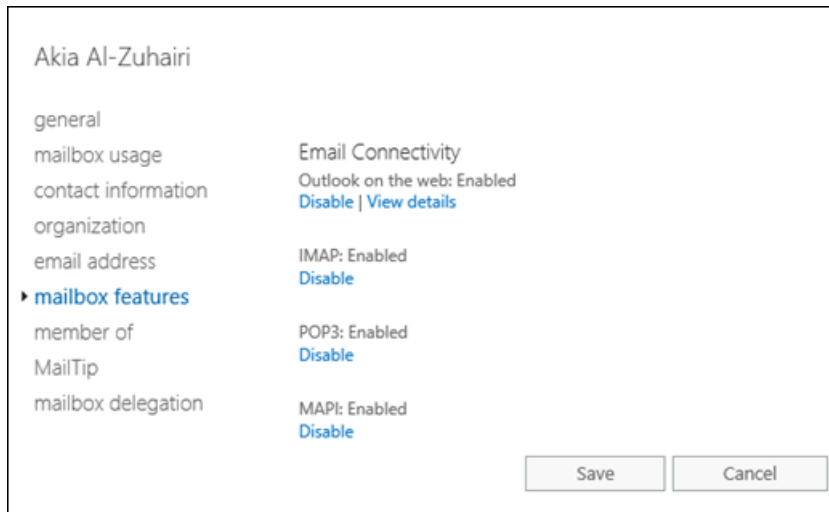 Akia Al-Zuhairi
general
mailbox usage
contact information
organization
email address
mailbox features
member of
MailTip
mailbox delegation
Email Connectivity
Outlook on the web: Enabled
Disable | View details
IMAP: Enabled
Disable
POP3: Enabled
Disable
MAPI: Enabled
Disable
Save
Cancel